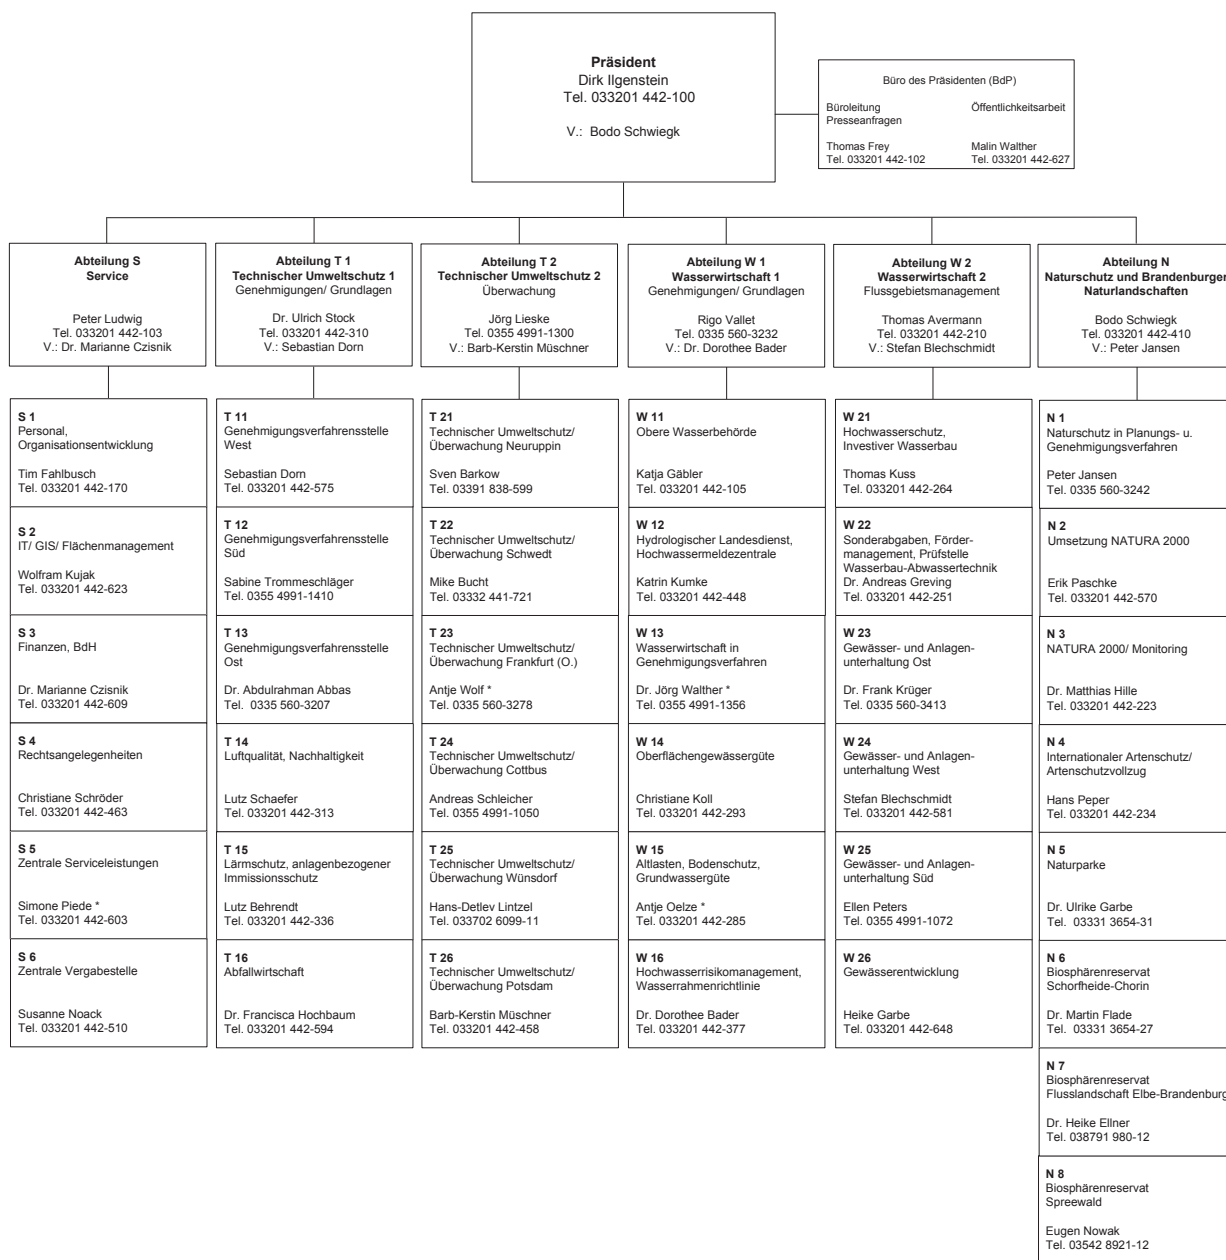 Präsident
Dirk Ilgenstein
Tel. 033201 442-100
V.: Bodo Schwiegk
Büro des Präsidenten (BdP)
Büroleitung
Presseanfragen
Thomas Frey
Tel. 033201 442-102
Öffentlichkeitsarbeit
Malin Walther
Tel. 033201 442-627
Abteilung S
Service
Peter Ludwig
Tel. 033201 442-103
V.: Dr. Marianne Czisnik
Abteilung T 1
Technischer Umweltschutz 1
Genehmigungen/ Grundlagen
Dr. Ulrich Stock
Tel. 033201 442-310
V.: Sebastian Dorn
Abteilung T 2
Technischer Umweltschutz 2
Überwachung
Jörg Lieske
Tel. 0355 4991-1300
V.: Barb-Kerstin Müschner
Abteilung W 1
Wasserwirtschaft 1
Genehmigungen/ Grundlagen
Rigo Vallet
Tel. 0335 560-3232
V.: Dr. Dorothee Bader
Abteilung W 2
Wasserwirtschaft 2
Flussgebietsmanagement
Thomas Avermann
Tel. 033201 442-210
V.: Stefan Blechschmidt
Abteilung N
Naturschutz und Brandenburger
Naturlandschaften
Bodo Schwiegk
Tel. 033201 442-410
V.: Peter Jansen
S 1
Personal,
Organisationsentwicklung
Tim Fahlbusch
Tel. 033201 442-170
S 2
IT/ GIS/ Flächenmanagement
Wolfram Kujak
Tel. 033201 442-623
S 3
Finanzen, BdH
Dr. Marianne Czisnik
Tel. 033201 442-609
S 4
Rechtsangelegenheiten
Christiane Schröder
Tel. 033201 442-463
S 5
Zentrale Serviceleistungen
Simone Piede *
Tel. 033201 442-603
S 6
Zentrale Vergabestelle
Susanne Noack
Tel. 033201 442-510
T 11
Genehmigungsverfahrensstelle
West
Sebastian Dorn
Tel. 033201 442-575
T 12
Genehmigungsverfahrensstelle
Süd
Sabine Trommeschläger
Tel. 0355 4991-1410
T 13
Genehmigungsverfahrensstelle
Ost
Dr. Abdulrahman Abbas
Tel. 0335 560-3207
T 14
Luftqualität, Nachhaltigkeit
Lutz Schaefer
Tel. 033201 442-313
T 15
Lärmschutz, anlagenbezogener
Immissionsschutz
Lutz Behrendt
Tel. 033201 442-336
T 16
Abfallwirtschaft
Dr. Francisca Hochbaum
Tel. 033201 442-594
T 21
Technischer Umweltschutz/
Überwachung Neuruppin
Sven Barkow
Tel. 03391 838-599
T 22
Technischer Umweltschutz/
Überwachung Schwedt
Mike Bucht
Tel. 03332 441-721
T 23
Technischer Umweltschutz/
Überwachung Frankfurt (O.)
Antje Wolf *
Tel. 0335 560-3278
T 24
Technischer Umweltschutz/
Überwachung Cottbus
Andreas Schleicher
Tel. 0355 4991-1050
T 25
Technischer Umweltschutz/
Überwachung Wünsdorf
Hans-Detlev Lintzel
Tel. 033702 6099-11
T 26
Technischer Umweltschutz/
Überwachung Potsdam
Barb-Kerstin Müschner
Tel. 033201 442-458
W 11
Obere Wasserbehörde
Katja Gäbler
Tel. 033201 442-105
W 12
Hydrologischer Landesdienst,
Hochwassermeldezentrale
Katrin Kumke
Tel. 033201 442-448
W 13
Wasserwirtschaft in
Genehmigungsverfahren
Dr. Jörg Walther *
Tel. 0355 4991-1356
W 14
Oberflächengewässergüte
Christiane Koll
Tel. 033201 442-293
W 15
Altlasten, Bodenschutz,
Grundwassergüte
Antje Oelze *
Tel. 033201 442-285
W 16
Hochwasserrisikomanagement,
Wasserrahmenrichtlinie
Dr. Dorothee Bader
Tel. 033201 442-377
W 21
Hochwasserschutz,
Investiver Wasserbau
Thomas Kuss
Tel. 033201 442-264
W 22
Sonderabgaben, Förder-
management, Prüfstelle
Wasserbau-Abwassertechnik
Dr. Andreas Greving
Tel. 033201 442-251
W 23
Gewässer- und Anlagen-
unterhaltung Ost
Dr. Frank Krüger
Tel. 0335 560-3413
W 24
Gewässer- und Anlagen-
unterhaltung West
Stefan Blechschmidt
Tel. 033201 442-581
W 25
Gewässer- und Anlagen-
unterhaltung Süd
Ellen Peters
Tel. 0355 4991-1072
W 26
Gewässerentwicklung
Heike Garbe
Tel. 033201 442-648
N 1
Naturschutz in Planungs- u.
Genehmigungsverfahren
Peter Jansen
Tel. 0335 560-3242
N 2
Umsetzung NATURA 2000
Erik Paschke
Tel. 033201 442-570
N 3
NATURA 2000/ Monitoring
Dr. Matthias Hille
Tel. 033201 442-223
N 4
Internationaler Artenschutz/
Artenschutzvollzug
Hans Peper
Tel. 033201 442-234
N 5
Naturparke
Dr. Ulrike Garbe
Tel. 03331 3654-31
N 6
Biosphärenreservat
Schorfheide-Chorin
Dr. Martin Flade
Tel. 03331 3654-27
N 7
Biosphärenreservat
Flusslandschaft Elbe-Brandenburg
Dr. Heike Ellner
Tel. 038791 980-12
N 8
Biosphärenreservat
Spreewald
Eugen Nowak
Tel. 03542 8921-12